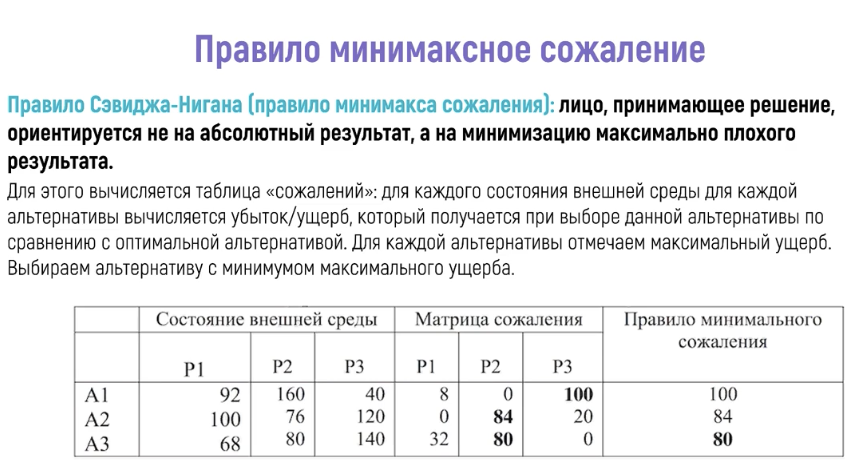 Правило минимаксное сожаление
Правило Сэвиджа-Нигана (правило минимакса сожаления): лицо, принимающее решение,
ориентируется не на абсолютный результат, а на минимизацию максимально плохого
результата.
Для этого вычисляется таблица «сожалений»: для каждого состояния внешней среды для каждой
альтернативы вычисляется убыток/ущерб, который получается при выборе данной альтернативы по
сравнению с оптимальной альтернативой. Для каждой альтернативы отмечаем максимальный ущерб.
Выбираем альтернативу с минимумом максимального ущерба.
Состояние внешней среды Матрица сожаления Правило минимального
сожаления
P1 P2 P3 P1 P2 P3
A1 92 160 40 8 0 100 100
A2 100 76 120 0 84 20 84
A3 68 80 140 32 80 0 80